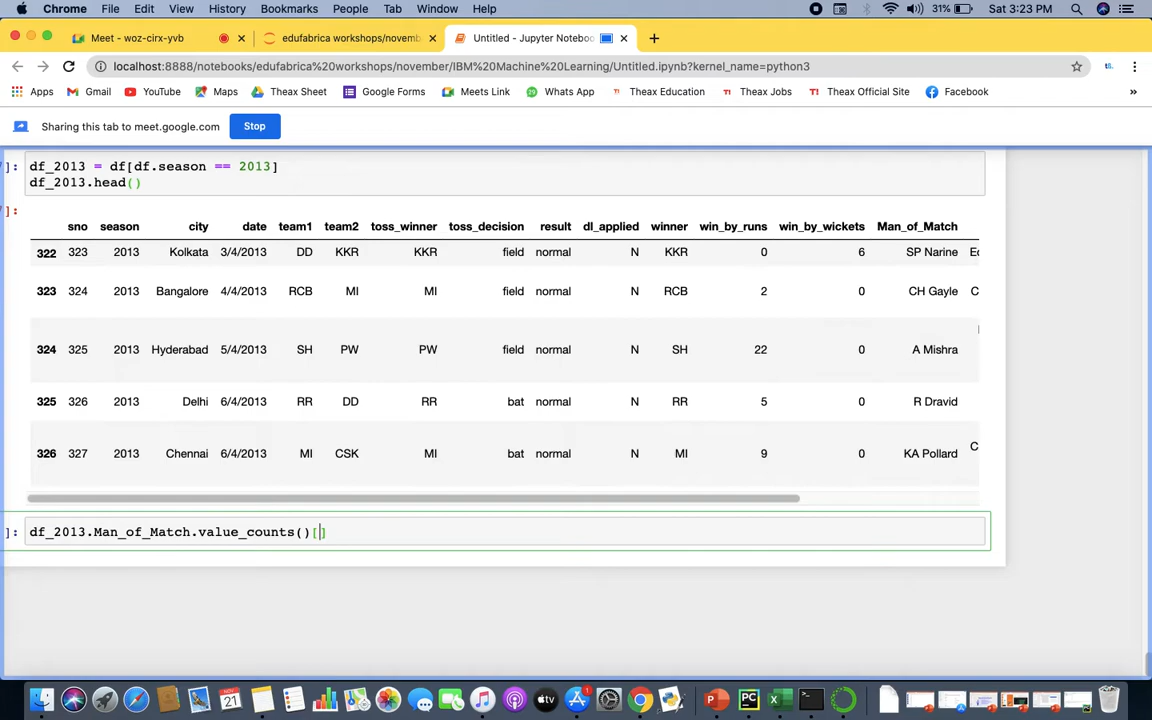 Chrome File Edit View History Bookmarks People Tab Window Help 31% Sat 3:23 PM
Meet - woz-cirx-yvb edufabrica workshops/novemb Untitled - Jupyter Noteboo
localhost:8888/notebooks/edufabrica%20workshops/november/IBM%20Machine%20Learning/Untitled.ipynb?kernel_name=python3
Apps Gmail YouTube Maps Theax Sheet Google Forms Meets Link Whats App Theax Education Theax Jobs Theax Official Site Facebook »
Sharing this tab to meet.google.com Stop
]: df_2013 = df[df.season == 2013]
df_2013.head()
]:
sno season city date team1 team2 toss_winner toss_decision result dl_applied winner win_by_runs win_by_wickets Man_of_Match
322 323 2013 Kolkata 3/4/2013 DD KKR KKR field normal N KKR 0 6 SP Narine
323 324 2013 Bangalore 4/4/2013 RCB MI MI field normal N RCB 2 0 CH Gayle C
324 325 2013 Hyderabad 5/4/2013 SH PW PW field normal N SH 22 0 A Mishra
325 326 2013 Delhi 6/4/2013 RR DD RR bat normal N RR 5 0 R Dravid
326 327 2013 Chennai 6/4/2013 MI CSK MI bat normal N MI 9 0 KA Pollard C
]: df_2013.Man_of_Match.value_counts()[]
NOV
21
tv
1
PC